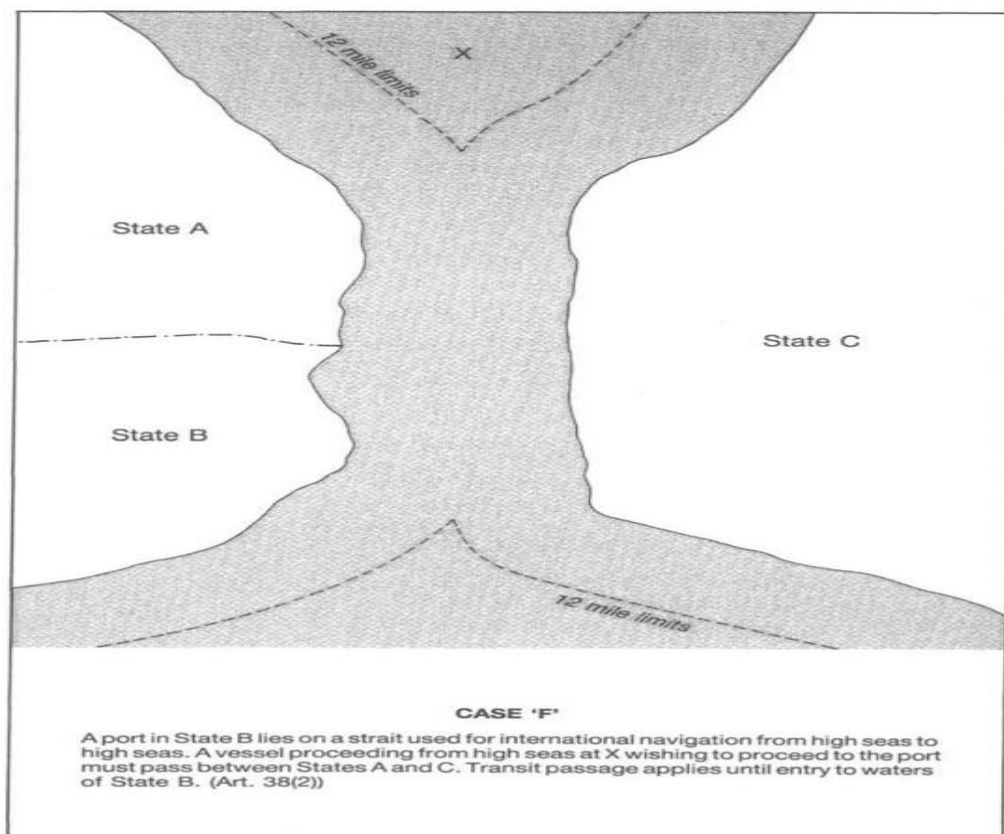 12 mile limits
State A
State C
State B
12 mile limits
CASE 'F'
A port in State B lies on a strait used for international navigation from high seas to
high seas. A vessel proceeding from high seas at X wishing to proceed to the port
must pass between States A and C. Transit passage applies until entry to waters
of State B. (Art. 38(2))